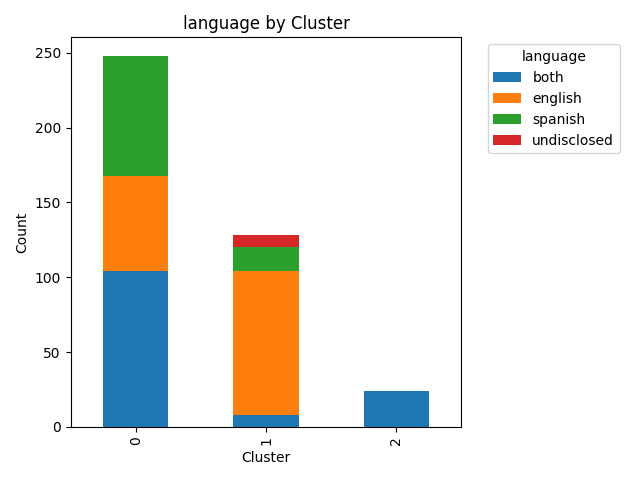 language by Cluster
language
both
english
spanish
undisclosed
250
200
150
100
50
0
Count
0
1
2
Cluster